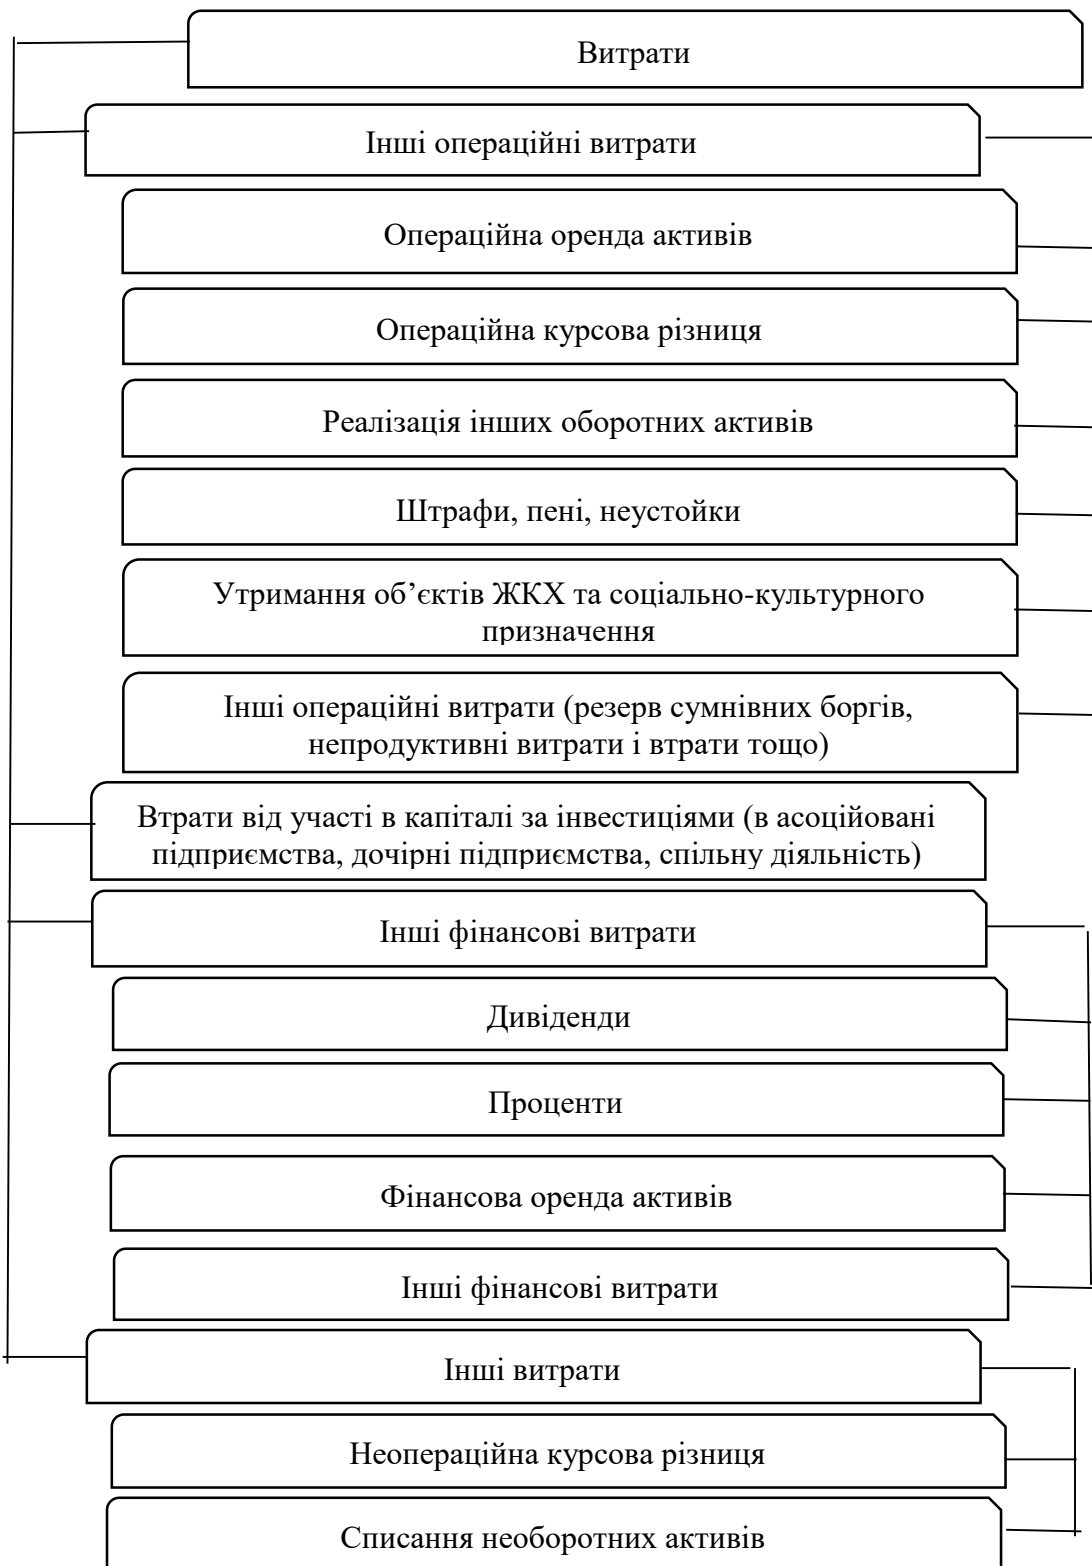 Витрати
Інші операційні витрати
Операційна оренда активів
Операційна курсова різниця
Реалізація інших оборотних активів
Штрафи, пені, неустойки
Утримання об’єктів ЖКХ та соціально-культурного
призначення
Інші операційні витрати (резерв сумнівних боргів,
непродуктивні витрати і втрати тощо)
Втрати від участі в капіталі за інвестиціями (в асоційовані
підприємства, дочірні підприємства, спільну діяльність)
Інші фінансові витрати
Дивіденди
Проценти
Фінансова оренда активів
Інші фінансові витрати
Інші витрати
Неопераційна курсова різниця
Списання необоротних активів